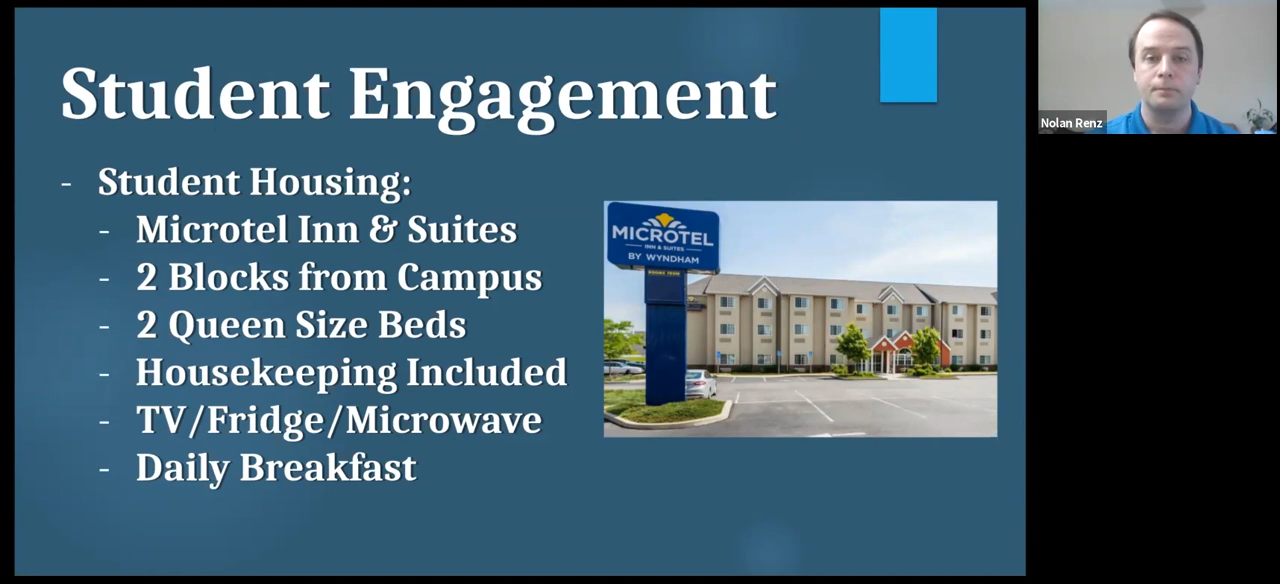 Student Engagement
- Student Housing:
- Microtel Inn & Suites
- 2 Blocks from Campus
- 2 Queen Size Beds
- Housekeeping Included
- TV/Fridge/Microwave
- Daily Breakfast
MICROTEL
INN & SUITES
BY WYNDHAM
Nolan Renz